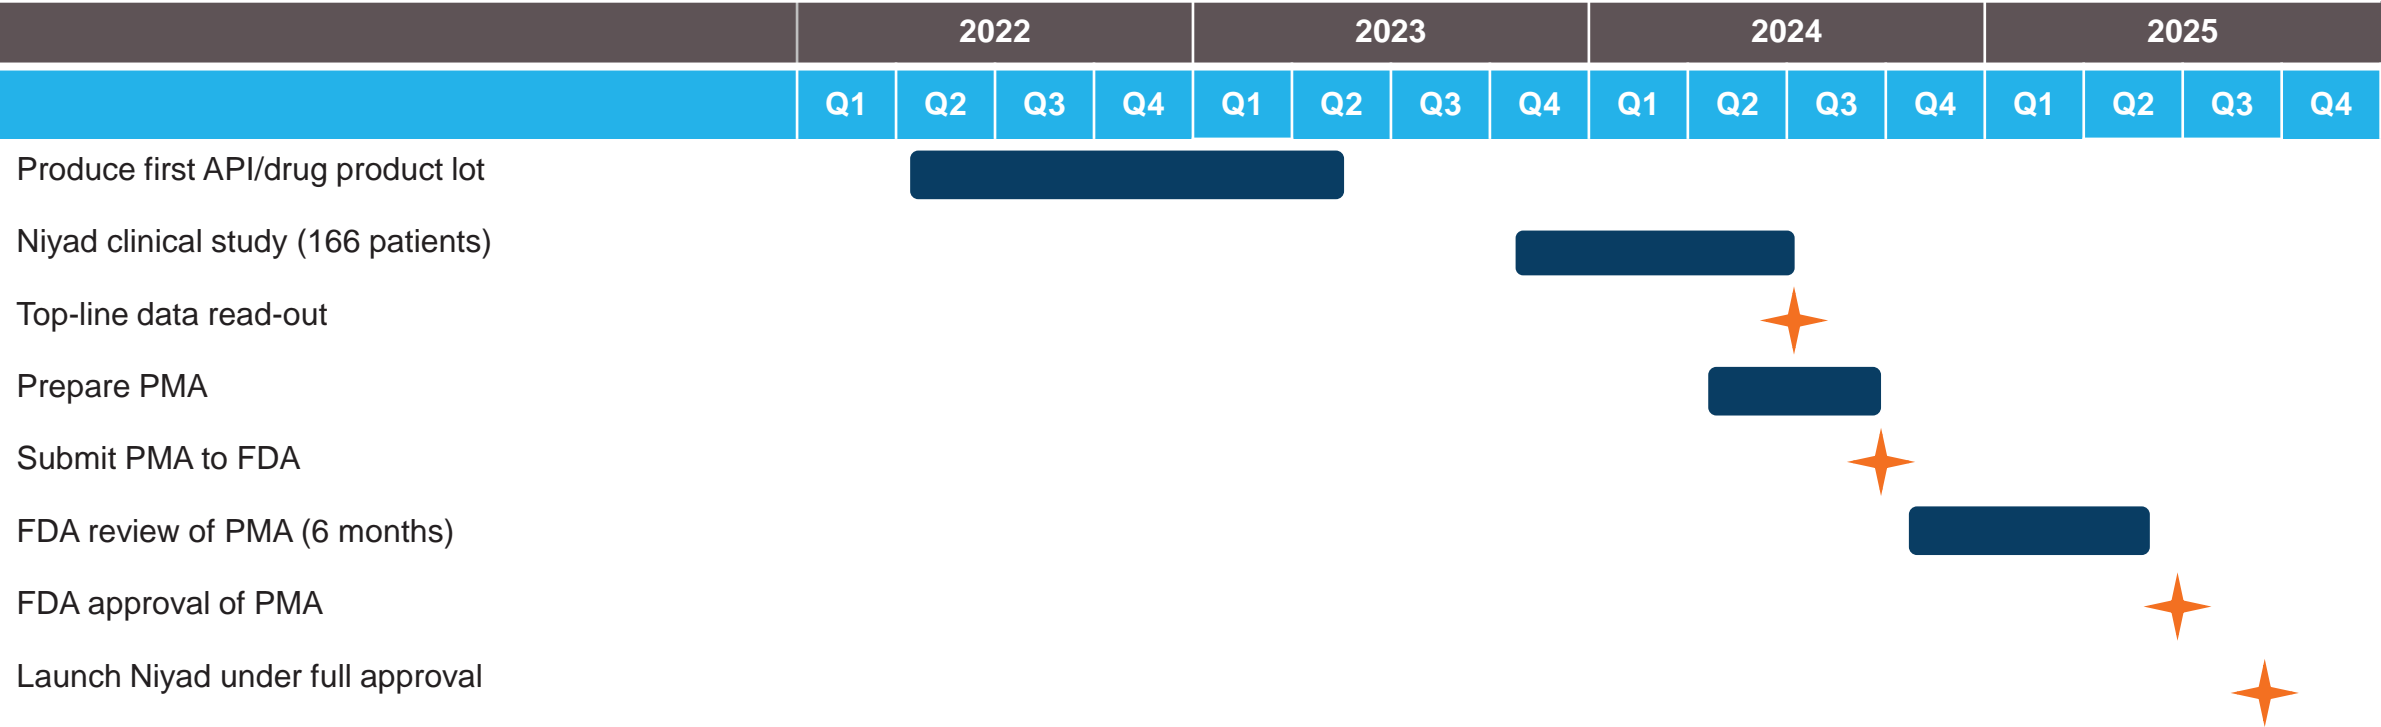 2022 2023 2024 2025
Q1 Q2 Q3 Q4 Q1 Q2 Q3 Q4 Q1 Q2 Q3 Q4 Q1 Q2 Q3 Q4
Produce first API/drug product lot
Niyad clinical study (166 patients)
Top-line data read-out
Prepare PMA
Submit PMA to FDA
FDA review of PMA (6 months)
FDA approval of PMA
Launch Niyad under full approval